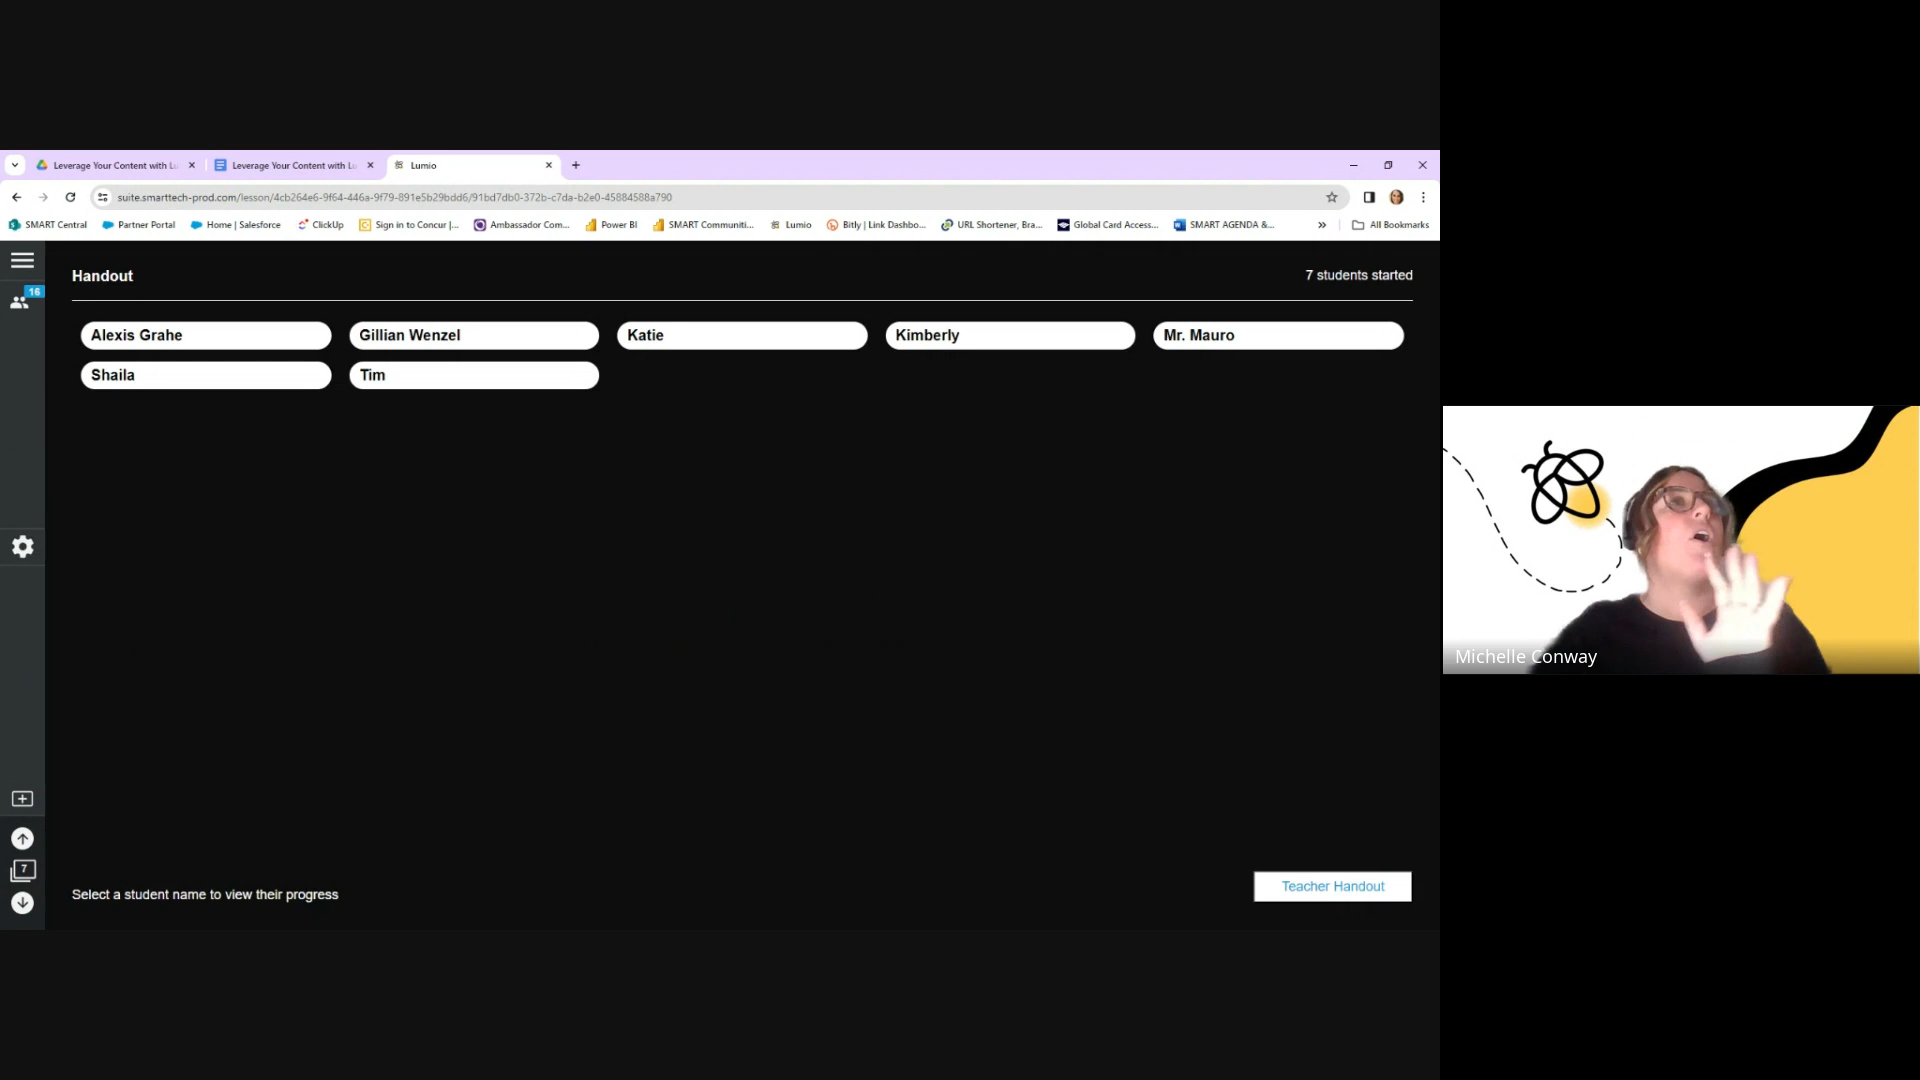 Leverage Your Content with Lu
Leverage Your Content with Lu
Lumio
suite.smarttech-prod.com/lesson/4cb264e6-9f64-446a-9f79-891e5b29bdd6/91bd7db0-372b-c7da-b2e0-45884588a790
SMART Central
Partner Portal
Home | Salesforce
ClickUp
Sign in to Concur |...
Ambassador Com...
Power BI
SMART Communiti...
Lumio
Bitly | Link Dashbo...
URL Shortener, Bra...
Global Card Access...
SMART AGENDA &...
All Bookmarks
Handout
7 students started
16
Alexis Grahe
Gillian Wenzel
Katie
Kimberly
Mr. Mauro
Shaila
Tim
7
Select a student name to view their progress
Teacher Handout
Michelle Conway